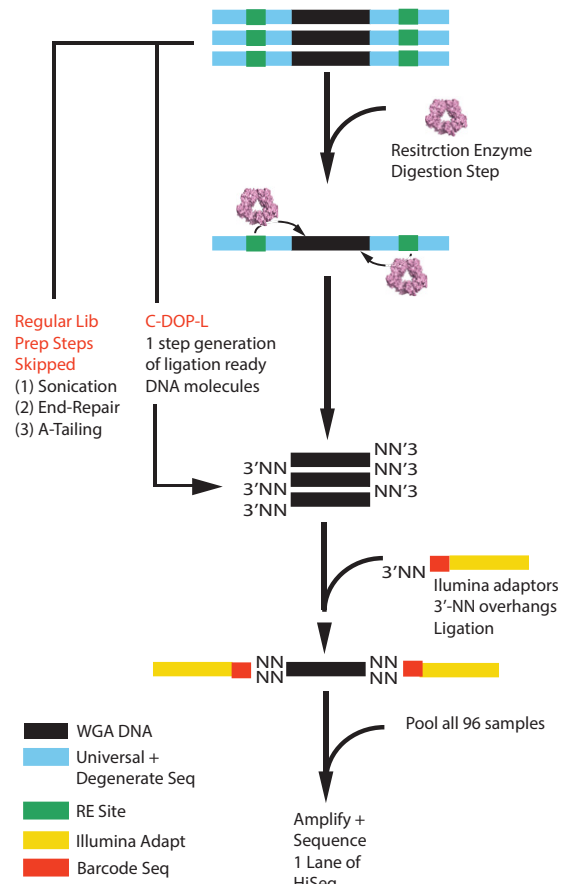 Resitrction Enzyme
Digestion Step
Regular Lib
Prep Steps
Skipped
(1) Sonication
(2) End-Repair
(3) A-Tailing
C-DOP-L
1 step generation
of ligation ready
DNA molecules
NN'3
3'NN
NN'3
3'NN
NN'3
3'NN
3'NN
Ilumina adaptors
3'-NN overhangs
Ligation
NN
NN
NN
NN
Pool all 96 samples
WGA DNA
Universal +
Degenerate Seq
RE Site
Illumina Adapt
Barcode Seq
Amplify +
Sequence
1 Lane of
HiSeq